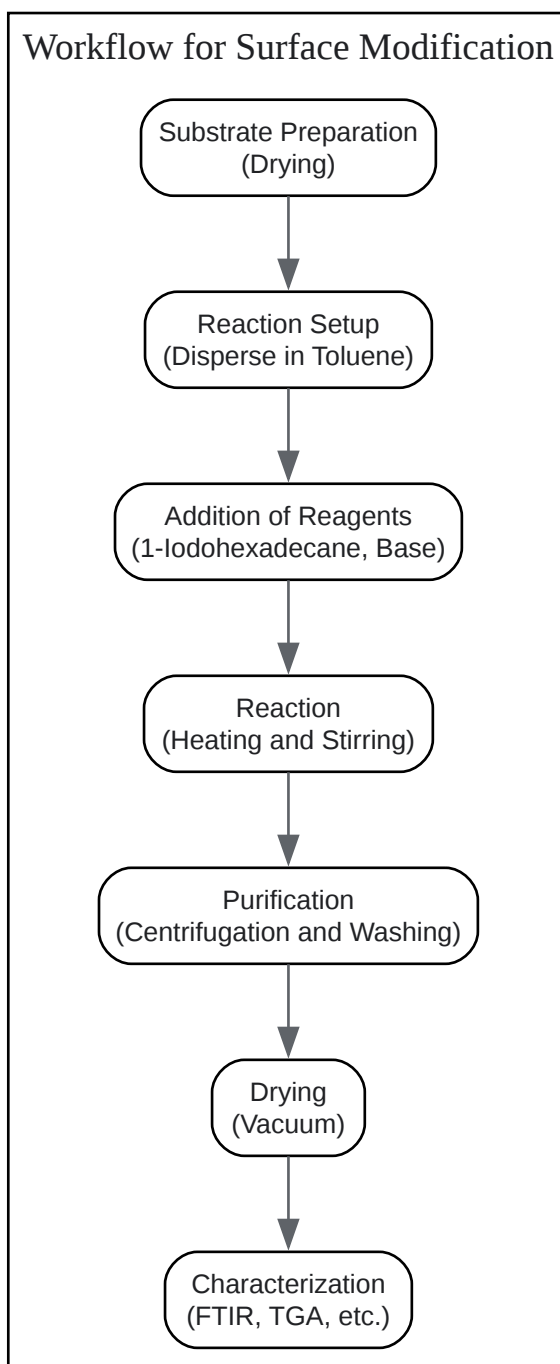 Workflow for Surface Modification
Substrate Preparation
(Drying)
Reaction Setup
(Disperse in Toluene)
Addition of Reagents
(1-Iodohexadecane, Base)
Reaction
(Heating and Stirring)
Purification
(Centrifugation and Washing)
Drying
(Vacuum)
Characterization
(FTIR, TGA, etc.)